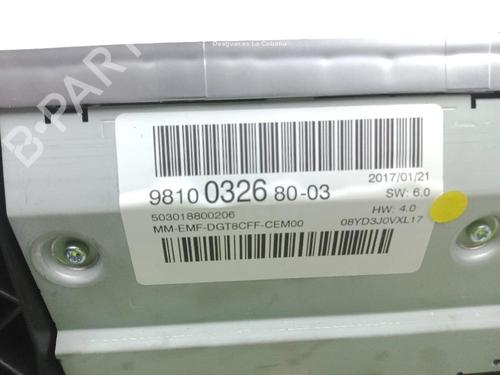 Desguaces La Cabaña
B-PARTS
2017/01/21
9810 0326 80-03
SW: 6.0
503018800206
HW: 4.0
MM-EMF-DGT8CFF-CEM00
08YD3J0VXL17